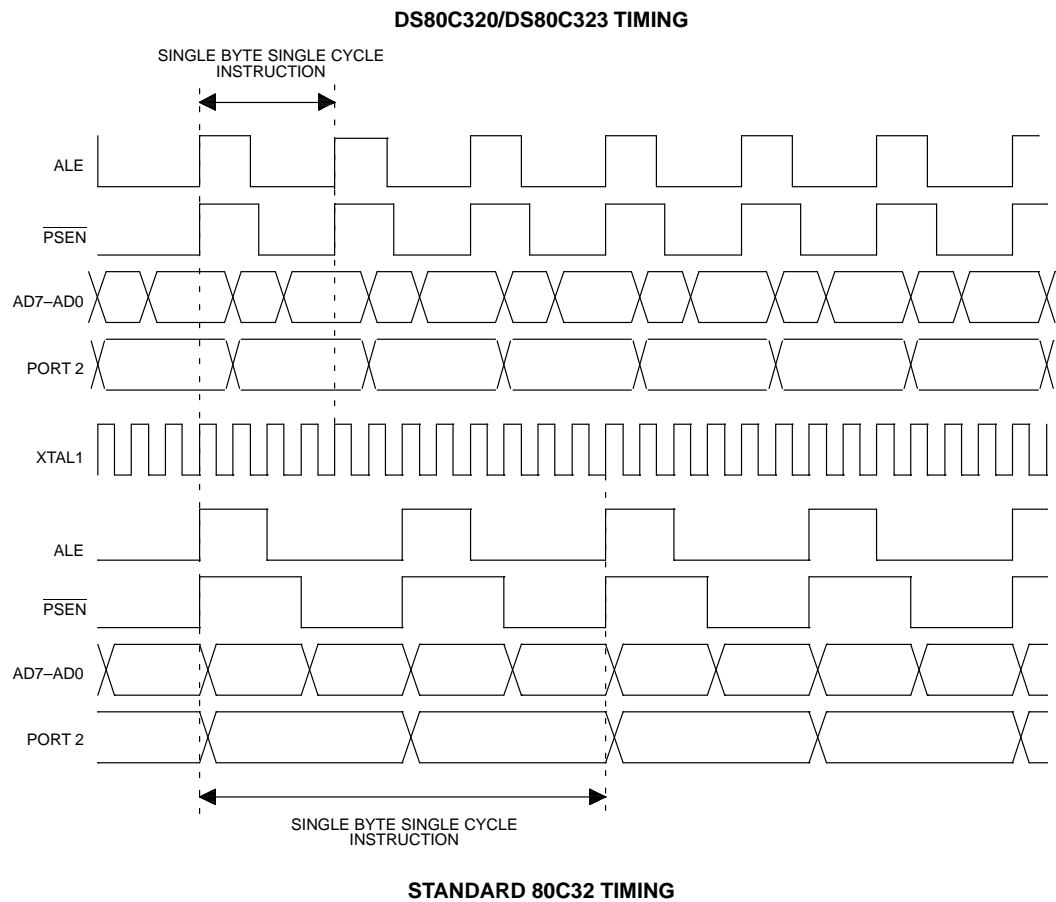 DS80C320/DS80C323 TIMING
SINGLE BYTE SINGLE CYCLE
INSTRUCTION
ALE
PSEN
AD7–AD0
PORT 2
XTAL1
ALE
PSEN
AD7–AD0
PORT 2
SINGLE BYTE SINGLE CYCLE
INSTRUCTION
STANDARD 80C32 TIMING